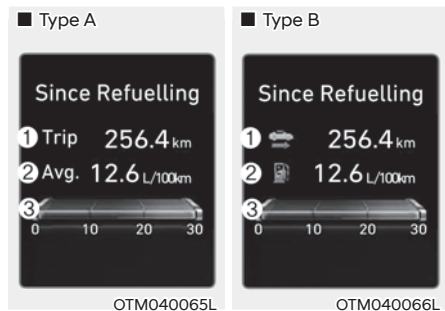 ■ Type A
Since Refuelling
① Trip 256.4 km
② Avg. 12.6 L/100km
③
0 10 20 30
OTM040065L
■ Type B
Since Refuelling
① 256.4 km
② 12.6 L/100km
③
0 10 20 30
OTM040066L